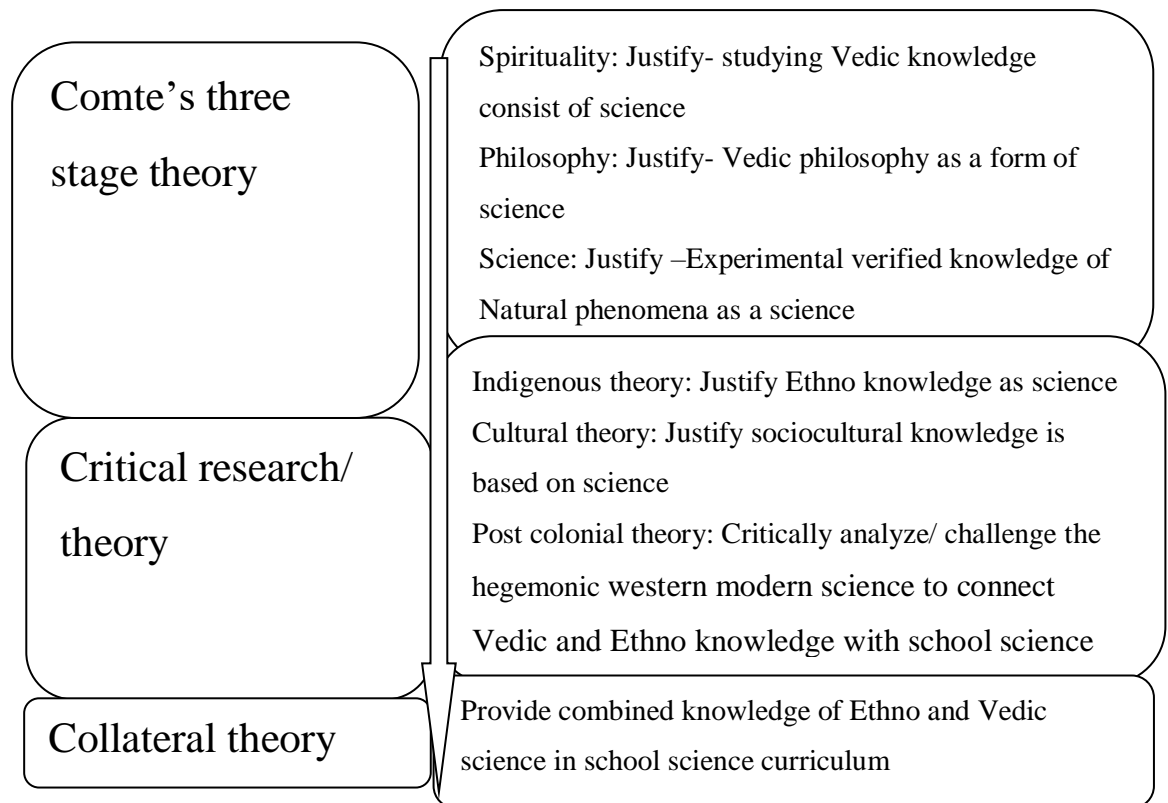 Comte’s three
stage theory
Spirituality: Justify- studying Vedic knowledge
consist of science
Philosophy: Justify- Vedic philosophy as a form of
science
Science: Justify –Experimental verified knowledge of
Natural phenomena as a science
Critical research/
theory
Indigenous theory: Justify Ethno knowledge as science
Cultural theory: Justify sociocultural knowledge is
based on science
Post colonial theory: Critically analyze/ challenge the
hegemonic western modern science to connect
Vedic and Ethno knowledge with school science
Collateral theory
Provide combined knowledge of Ethno and Vedic
science in school science curriculum